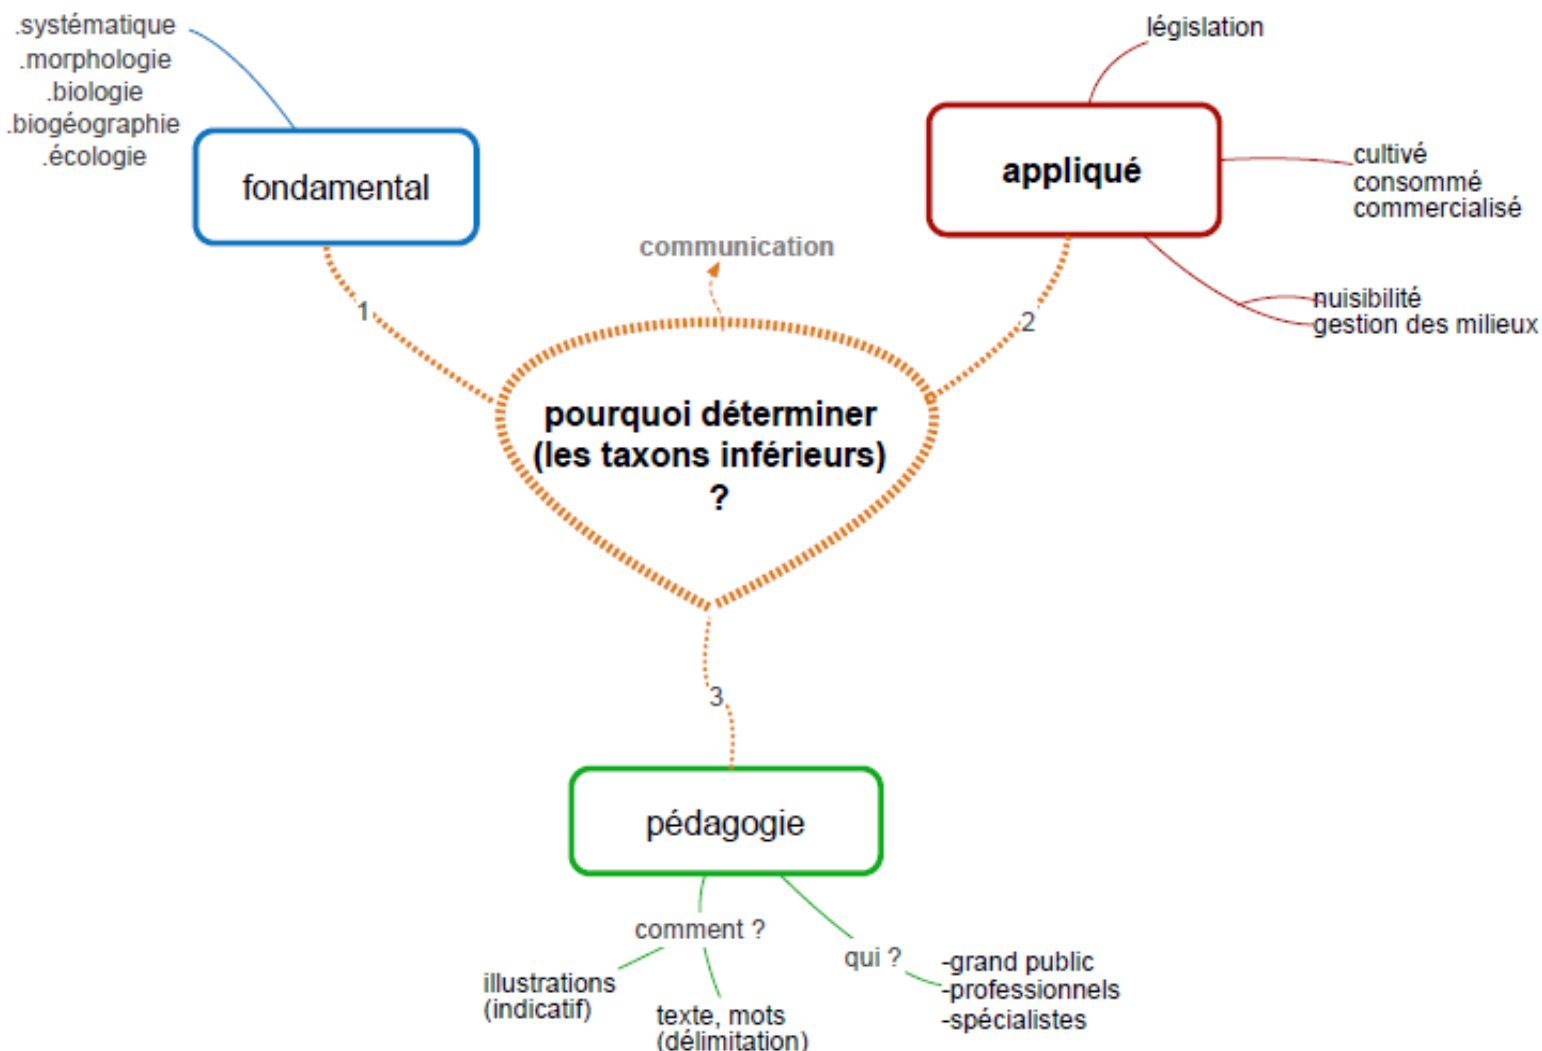 .systématique
.morphologie
.biologie
.biogéographie
.écologie
fondamental
législation
appliqué
cultivé
consommé
commercialisé
nuisibilité
gestion des milieux
communication
1
2
pourquoi déterminer
(les taxons inférieurs)
?
3
pédagogie
comment ?
illustrations
(indicatif)
texte, mots
(délimitation)
qui ?
-grand public
-professionnels
-spécialistes